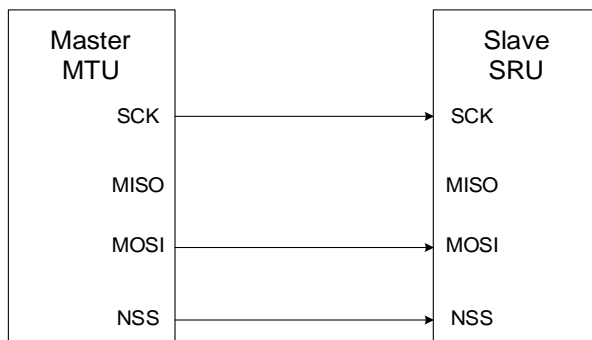 Master
MTU
SCK
MISO
MOSI
NSS
Slave
SRU
SCK
MISO
MOSI
NSS